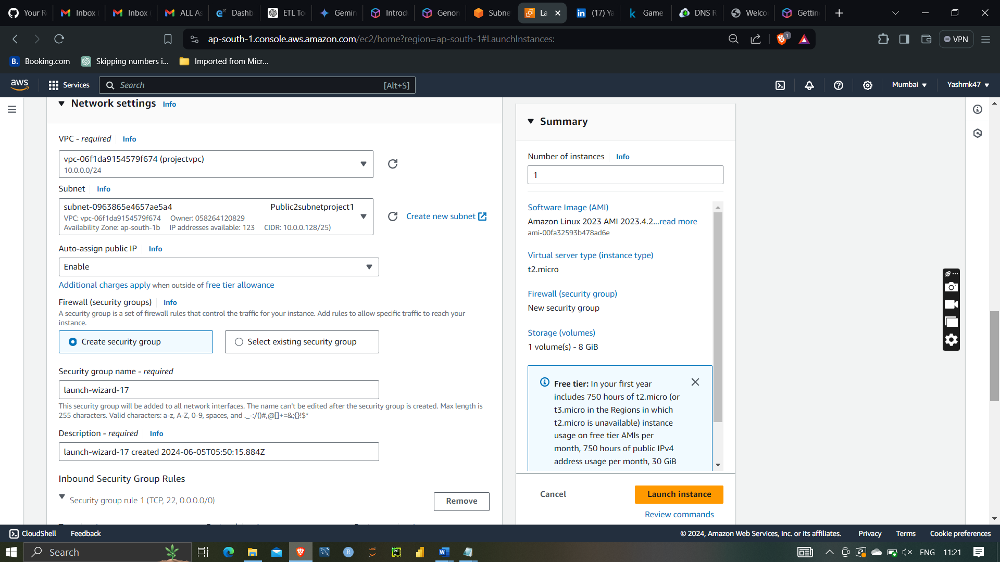 Your R
Inbox
Inbox
ALL As
Dashb
ETL To
Gemin
Introd
Genon
Subne
La
(17) Ya
Game
DNS R
Welco
Gettin
ap-south-1.console.aws.amazon.com/ec2/home?region=ap-south-1#LaunchInstances:
1
VPN
B. Booking.com
Skipping numbers i...
Imported from Micr...
aws
Services
Search
[Alt+S]
Mumbai
Yashmk47
Network settings Info
VPC - required Info
vpc-06f1da9154579f674 (projectvpc)
10.0.0.0/24
Subnet Info
subnet-0963865e4657ae5a4 Public2subnetproject1
VPC: vpc-06f1da9154579f674 Owner: 058264120829
Availability Zone: ap-south-1b IP addresses available: 123 CIDR: 10.0.0.128/25)
Create new subnet
Auto-assign public IP Info
Enable
Additional charges apply when outside of free tier allowance
Firewall (security groups) Info
A security group is a set of firewall rules that control the traffic for your instance. Add rules to allow specific traffic to reach your
instance.
Create security group
Select existing security group
Security group name - required
launch-wizard-17
This security group will be added to all network interfaces. The name can't be edited after the security group is created. Max length is
255 characters. Valid characters: a-z, A-Z, 0-9, spaces, and ._-:/()#,@[]+=&;{}!$*
Description - required Info
launch-wizard-17 created 2024-06-05T05:50:15.884Z
Inbound Security Group Rules
Security group rule 1 (TCP, 22, 0.0.0.0/0)
Remove
Summary
Number of instances Info
1
Software Image (AMI)
Amazon Linux 2023 AMI 2023.4.2...read more
ami-00fa32593b478ad6e
Virtual server type (instance type)
t2.micro
Firewall (security group)
New security group
Storage (volumes)
1 volume(s) - 8 GiB
Free tier: In your first year
includes 750 hours of t2.micro (or
t3.micro in the Regions in which
t2.micro is unavailable) instance
usage on free tier AMIs per
month, 750 hours of public IPv4
address usage per month, 30 GiB
Cancel
Launch instance
Review commands
CloudShell
Feedback
© 2024, Amazon Web Services, Inc. or its affiliates.
Privacy
Terms
Cookie preferences
Search
ENG
11:21